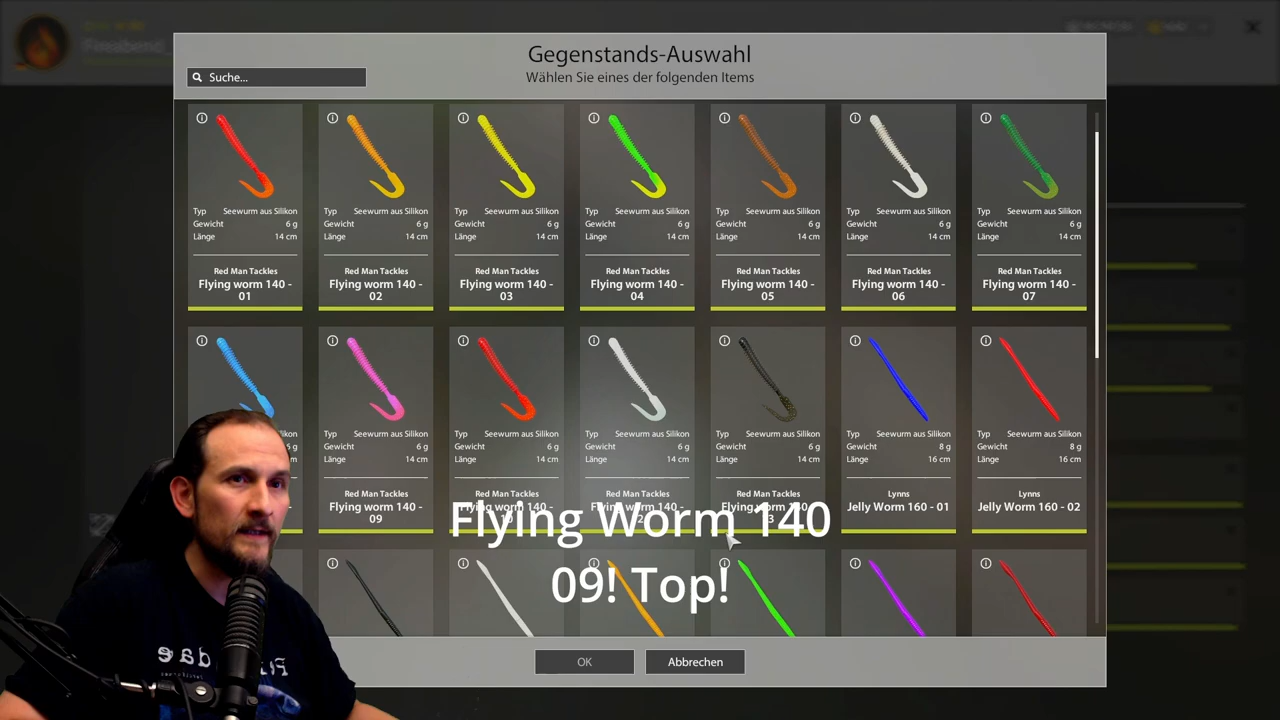 Gegenstands-Auswahl
Suche...
Wählen Sie eines der folgenden Items
Typ Seewurm aus Silikon
Gewicht 6 g
Länge 14 cm
Red Man Tackles
Flying worm 140 -
01
Typ Seewurm aus Silikon
Gewicht 6 g
Länge 14 cm
Red Man Tackles
Flying worm 140 -
02
Typ Seewurm aus Silikon
Gewicht 6 g
Länge 14 cm
Red Man Tackles
Flying worm 140 -
03
Typ Seewurm aus Silikon
Gewicht 6 g
Länge 14 cm
Red Man Tackles
Flying worm 140 -
04
Typ Seewurm aus Silikon
Gewicht 6 g
Länge 14 cm
Red Man Tackles
Flying worm 140 -
05
Typ Seewurm aus Silikon
Gewicht 6 g
Länge 14 cm
Red Man Tackles
Flying worm 140 -
06
Typ Seewurm aus Silikon
Gewicht 6 g
Länge 14 cm
Red Man Tackles
Flying worm 140 -
07
6 g
Typ Seewurm aus Silikon
Gewicht 6 g
Länge 14 cm
Red Man Tackles
Flying worm 140 -
09
Typ Seewurm aus Silikon
Gewicht 6 g
Länge 14 cm
Red Man Tackles
Flying worm 140 -
Typ Seewurm aus Silikon
Gewicht 6 g
Länge 14 cm
Red Man Tackles
Flying worm 140 -
Typ Seewurm aus Silikon
Gewicht 6 g
Länge 14 cm
Red Man Tackles
Flying worm 140 -
Typ Seewurm aus Silikon
Gewicht 8 g
Länge 16 cm
Lynns
Jelly Worm 160 - 01
Typ Seewurm aus Silikon
Gewicht 8 g
Länge 16 cm
Lynns
Jelly Worm 160 - 02
Flying Worm 140
09! Top!
OK
Abbrechen